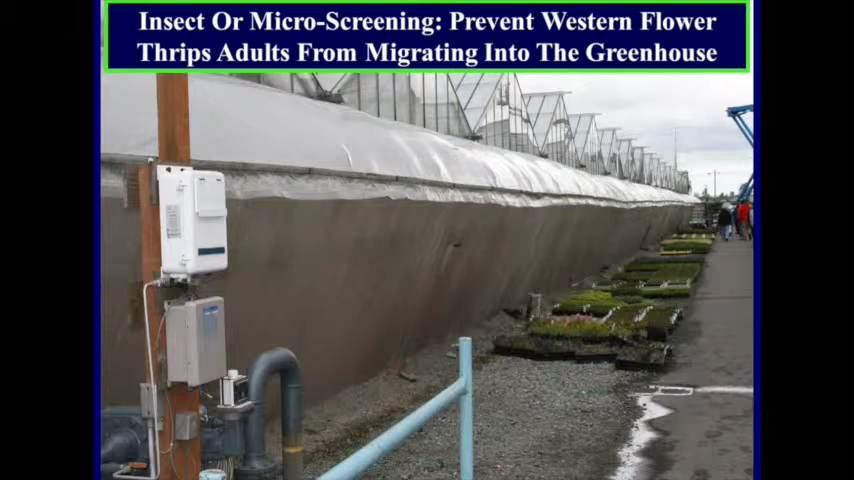 Insect Or Micro-Screening: Prevent Western Flower
Thrips Adults From Migrating Into The Greenhouse